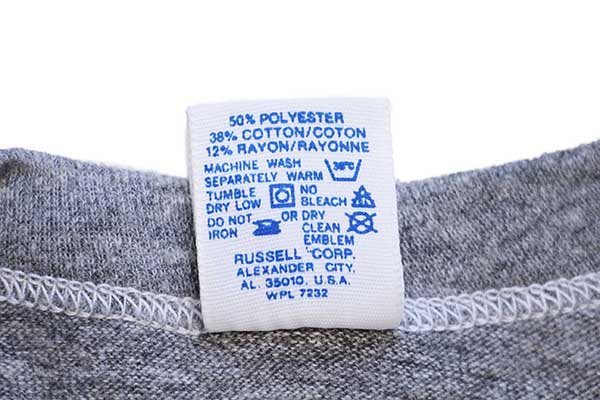 50% POLYESTER
38% COTTON/COTON
12% RAYON/RAYONNE
MACHINE WASH
SEPARATELY WARM 38°C
TUMBLE NO
DRY LOW BLEACH
DO NOT OR DRY
IRON CLEAN
EMBLEM
RUSSELL CORP.
ALEXANDER CITY,
AL. 35010, U.S.A.
WPL 7232